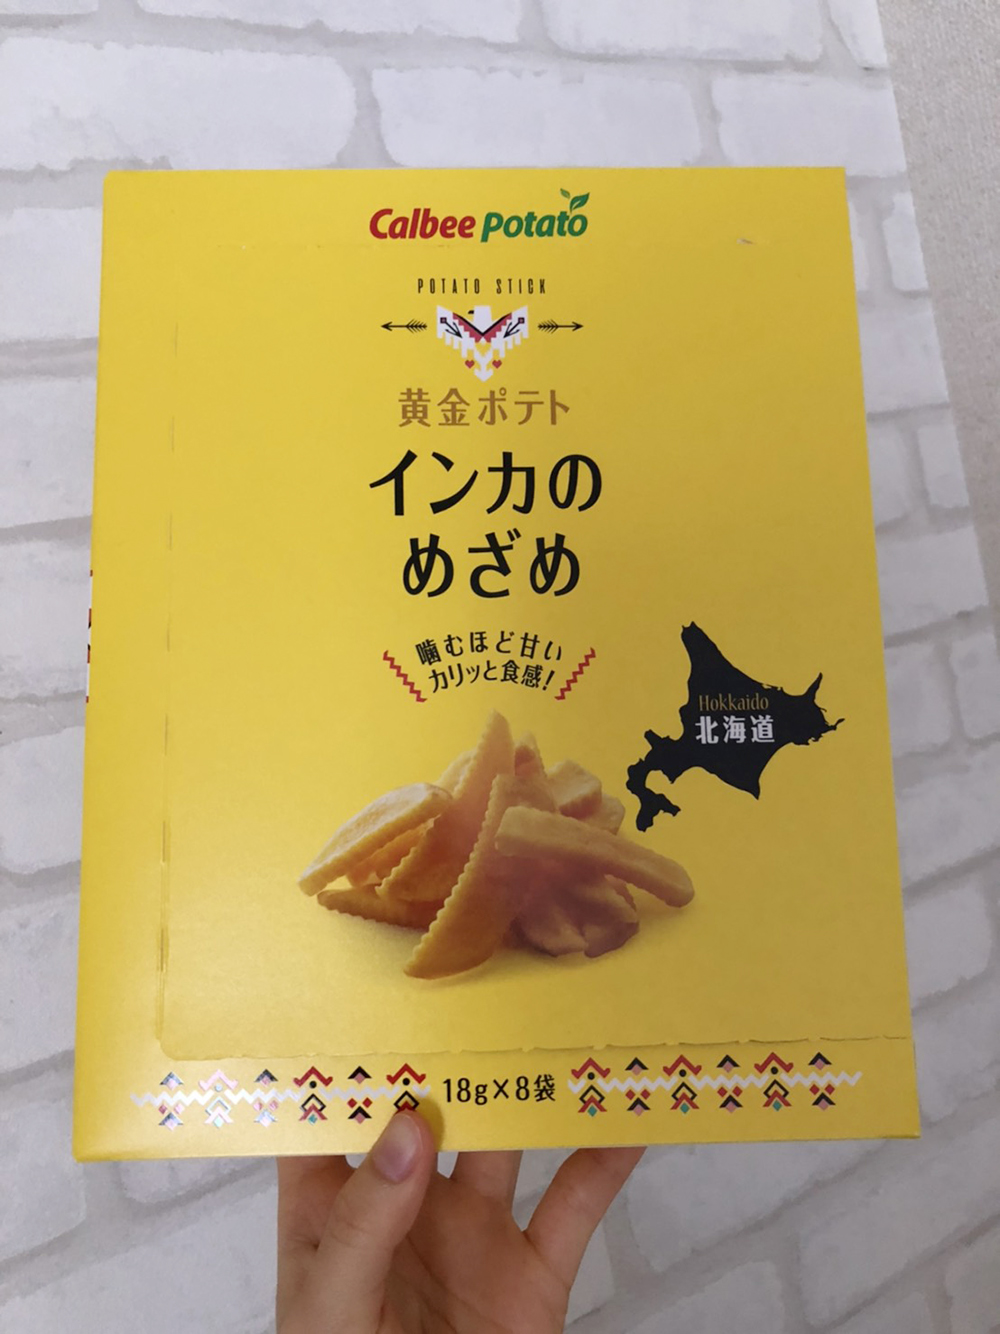 Calbee Potato
POTATO STICK
黄金ポテト
インカの
めざめ
噛むほど甘い
カリッと食感！
Hokkaido
北海道
18g×8袋